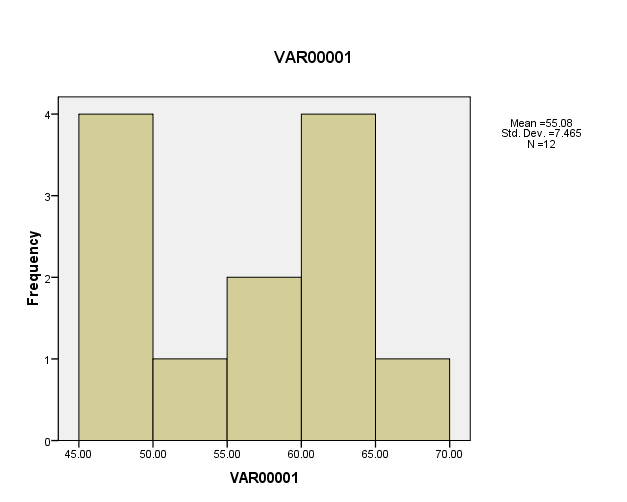 VAR00001
Mean =55.08
Std. Dev. =7.465
N =12
Frequency
4
3
2
1
0
45.00 50.00 55.00 60.00 65.00 70.00
VAR00001